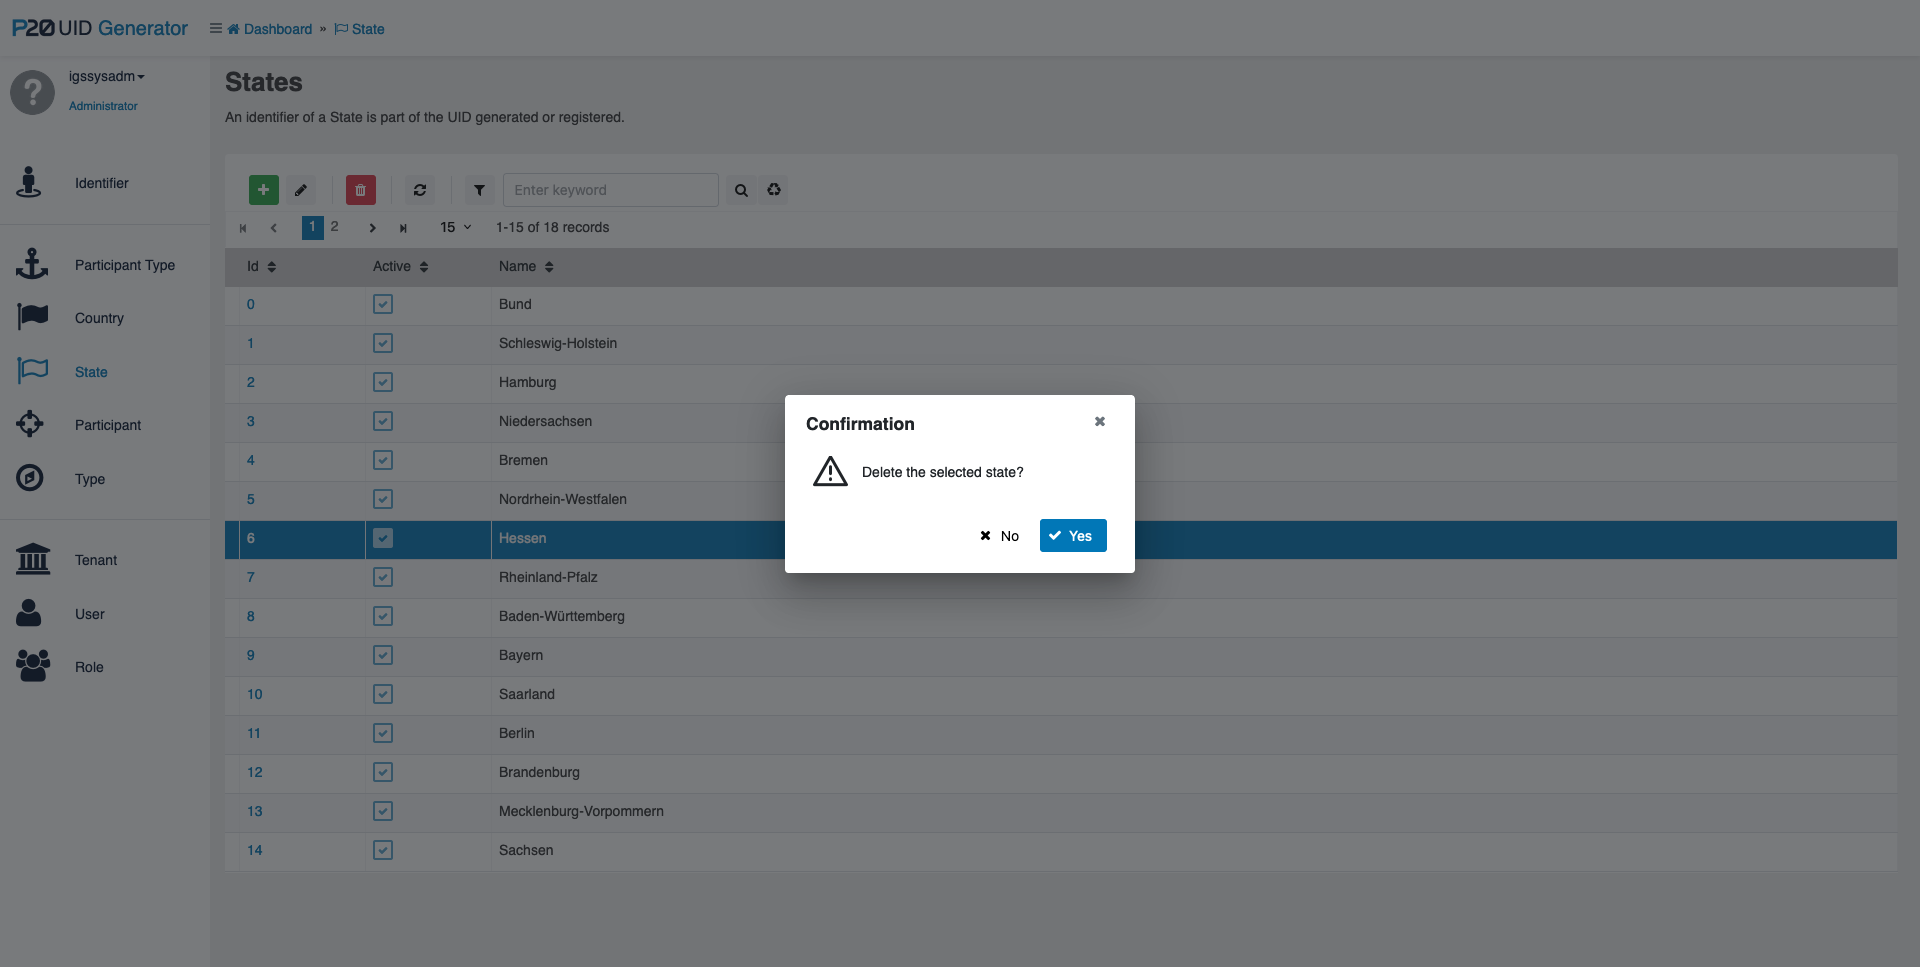 P20 UID Generator
Dashboard » State
igssysadm
Administrator
Identifier
Participant Type
Country
State
Participant
Type
Tenant
User
Role
States
An identifier of a State is part of the UID generated or registered.
Enter keyword
1 2 15 1-15 of 18 records
Id Active Name
0 Bund
1 Schleswig-Holstein
2 Hamburg
3 Niedersachsen
4 Bremen
5 Nordrhein-Westfalen
6 Hessen
7 Rheinland-Pfalz
8 Baden-Württemberg
9 Bayern
10 Saarland
11 Berlin
12 Brandenburg
13 Mecklenburg-Vorpommern
14 Sachsen
Confirmation
Delete the selected state?
No Yes